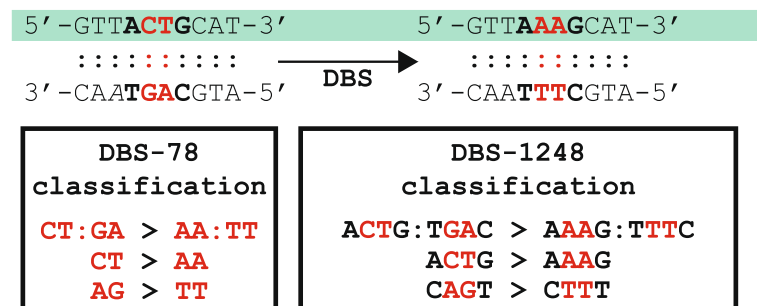 5′-GTTACTGCAT-3′ 5′-GTTAAAGCAT-3′
:::::::::: ::::::::::
DBS
3′-CAATGACGTA-5′ 3′-CAATTTCGTA-5′
DBS-78
classification
CT:GA > AA:TT
CT > AA
AG > TT
DBS-1248
classification
ACTG:TGAC > AAAG:TTTC
ACTG > AAAG
CAGT > CTTT